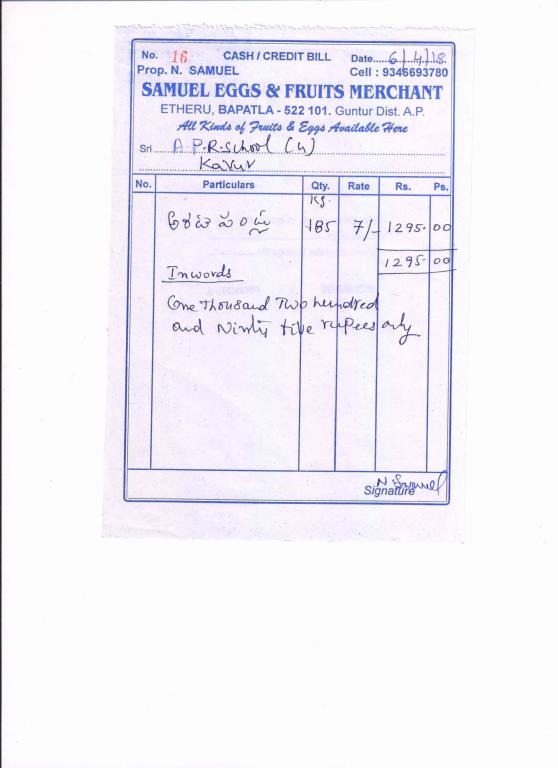 No. 16 CASH / CREDIT BILL Date 6/4/18.
Prop. N. SAMUEL Cell : 9346693780
SAMUEL EGGS & FRUITS MERCHANT
ETHERU, BAPATLA - 522 101. Guntur Dist. A.P.
All Kinds of Fruits & Eggs Available Here
Sri A.P.R. School (G)
Kavur
No. Particulars Qty. Rate Rs. Ps.
Kg.
అరటి పండ్లు 185 7/- 1295.00
1295.00
Inwords
One Thousand Two hundred
and Ninty five rupees only
N. Samuel
Signature